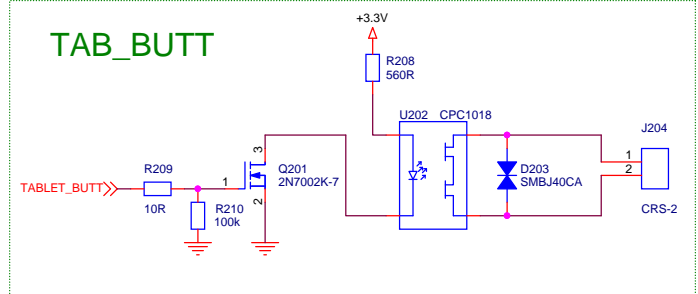 TAB_BUTT
+3.3V
R208
560R
U202 CPC1018
J204
3
1
2
R209
TABLET_BUTT
1
Q201
2N7002K-7
D203
SMBJ40CA
10R
R210
100k
2
CRS-2